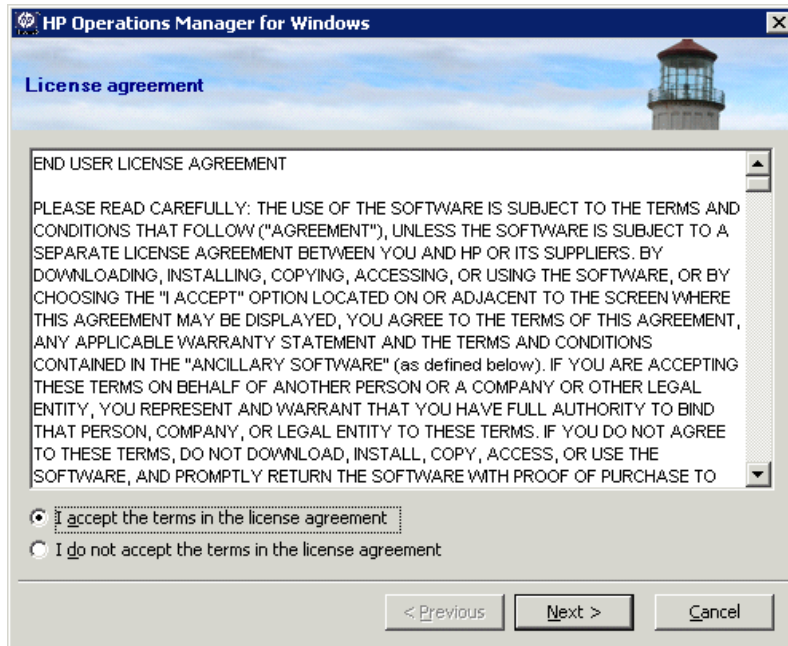 HP Operations Manager for Windows
License agreement
END USER LICENSE AGREEMENT
PLEASE READ CAREFULLY: THE USE OF THE SOFTWARE IS SUBJECT TO THE TERMS AND
CONDITIONS THAT FOLLOW ("AGREEMENT"), UNLESS THE SOFTWARE IS SUBJECT TO A
SEPARATE LICENSE AGREEMENT BETWEEN YOU AND HP OR ITS SUPPLIERS. BY
DOWNLOADING, INSTALLING, COPYING, ACCESSING, OR USING THE SOFTWARE, OR BY
CHOOSING THE "I ACCEPT" OPTION LOCATED ON OR ADJACENT TO THE SCREEN WHERE
THIS AGREEMENT MAY BE DISPLAYED, YOU AGREE TO THE TERMS OF THIS AGREEMENT,
ANY APPLICABLE WARRANTY STATEMENT AND THE TERMS AND CONDITIONS
CONTAINED IN THE "ANCILLARY SOFTWARE" (as defined below). IF YOU ARE ACCEPTING
THESE TERMS ON BEHALF OF ANOTHER PERSON OR A COMPANY OR OTHER LEGAL
ENTITY, YOU REPRESENT AND WARRANT THAT YOU HAVE FULL AUTHORITY TO BIND
THAT PERSON, COMPANY, OR LEGAL ENTITY TO THESE TERMS. IF YOU DO NOT AGREE
TO THESE TERMS, DO NOT DOWNLOAD, INSTALL, COPY, ACCESS, OR USE THE
SOFTWARE, AND PROMPTLY RETURN THE SOFTWARE WITH PROOF OF PURCHASE TO
I accept the terms in the license agreement
I do not accept the terms in the license agreement
< Previous Next > Cancel